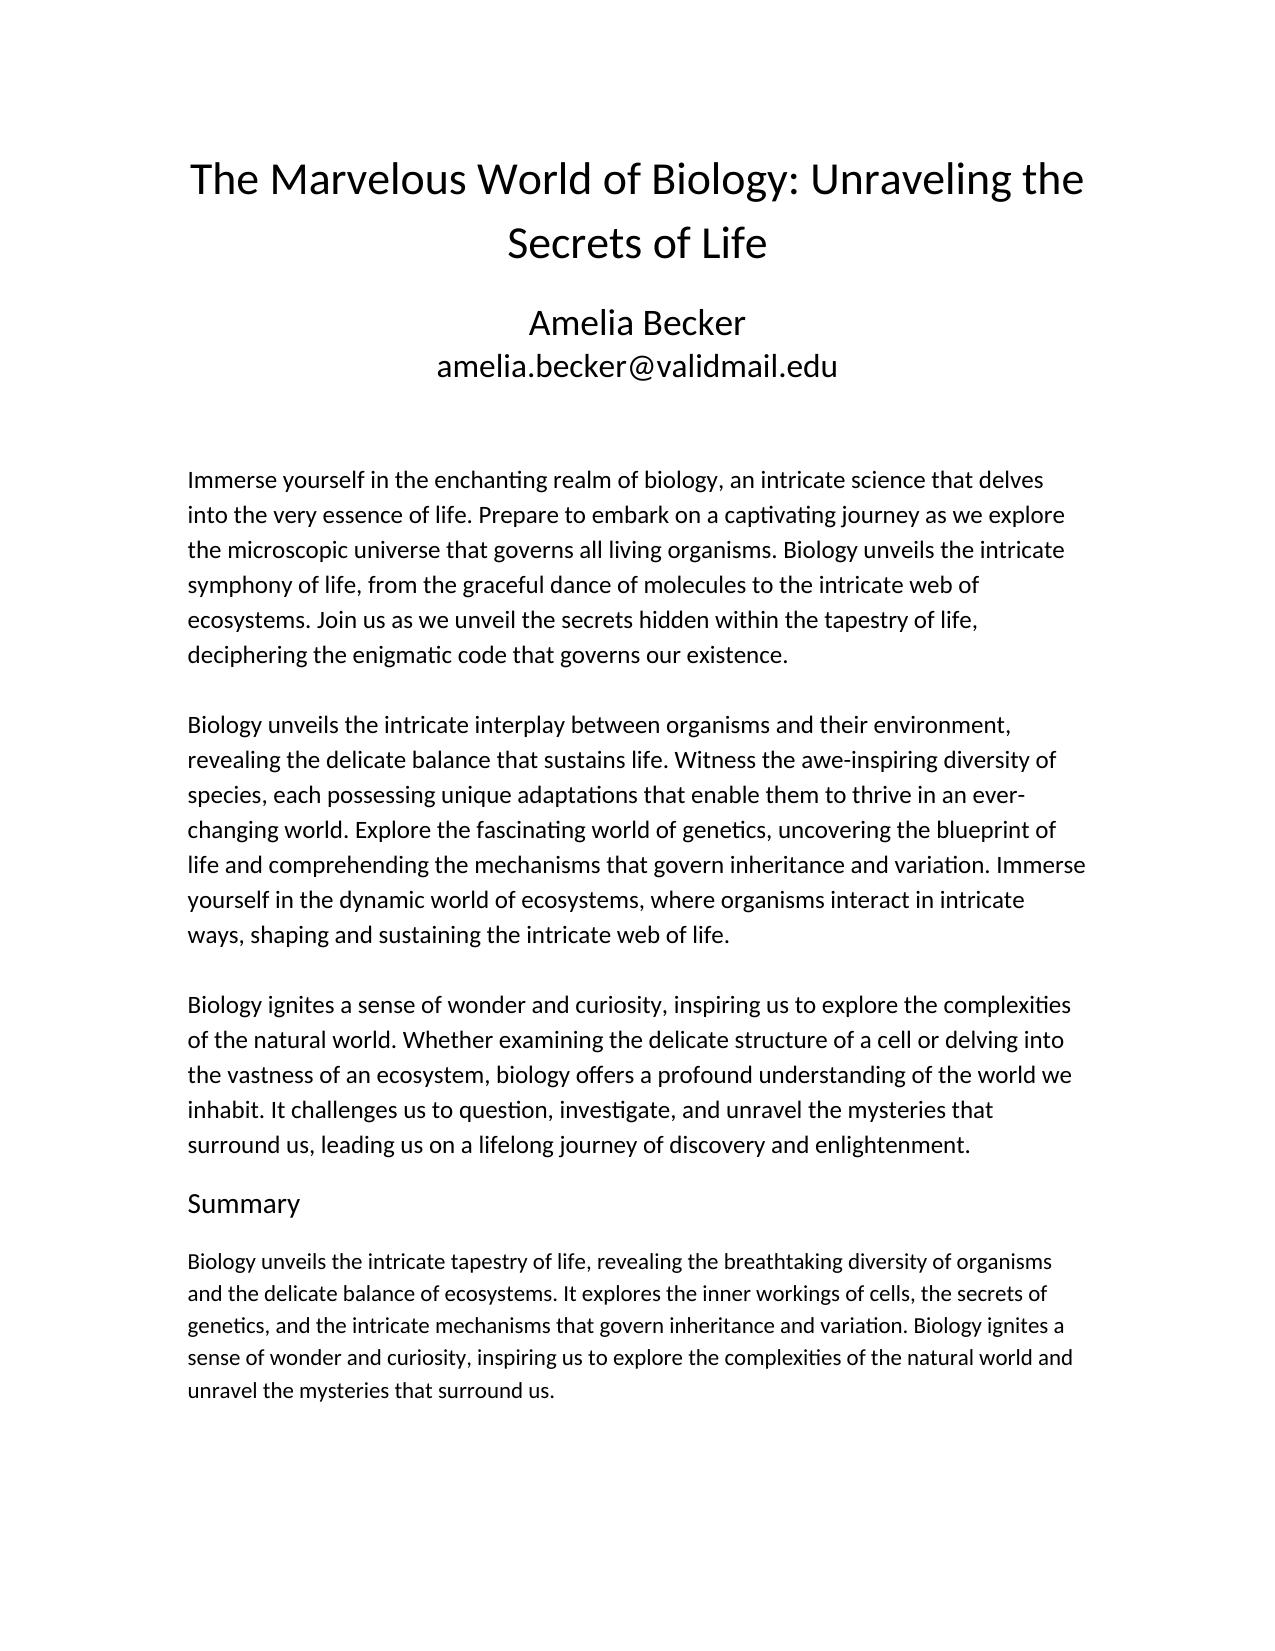 The Marvelous World of Biology: Unraveling the
Secrets of Life
Amelia Becker
amelia.becker@validmail.edu
Immerse yourself in the enchanting realm of biology, an intricate science that delves
into the very essence of life. Prepare to embark on a captivating journey as we explore
the microscopic universe that governs all living organisms. Biology unveils the intricate
symphony of life, from the graceful dance of molecules to the intricate web of
ecosystems. Join us as we unveil the secrets hidden within the tapestry of life,
deciphering the enigmatic code that governs our existence.
Biology unveils the intricate interplay between organisms and their environment,
revealing the delicate balance that sustains life. Witness the awe-inspiring diversity of
species, each possessing unique adaptations that enable them to thrive in an ever-
changing world. Explore the fascinating world of genetics, uncovering the blueprint of
life and comprehending the mechanisms that govern inheritance and variation. Immerse
yourself in the dynamic world of ecosystems, where organisms interact in intricate
ways, shaping and sustaining the intricate web of life.
Biology ignites a sense of wonder and curiosity, inspiring us to explore the complexities
of the natural world. Whether examining the delicate structure of a cell or delving into
the vastness of an ecosystem, biology offers a profound understanding of the world we
inhabit. It challenges us to question, investigate, and unravel the mysteries that
surround us, leading us on a lifelong journey of discovery and enlightenment.
Summary
Biology unveils the intricate tapestry of life, revealing the breathtaking diversity of organisms
and the delicate balance of ecosystems. It explores the inner workings of cells, the secrets of
genetics, and the intricate mechanisms that govern inheritance and variation. Biology ignites a
sense of wonder and curiosity, inspiring us to explore the complexities of the natural world and
unravel the mysteries that surround us.